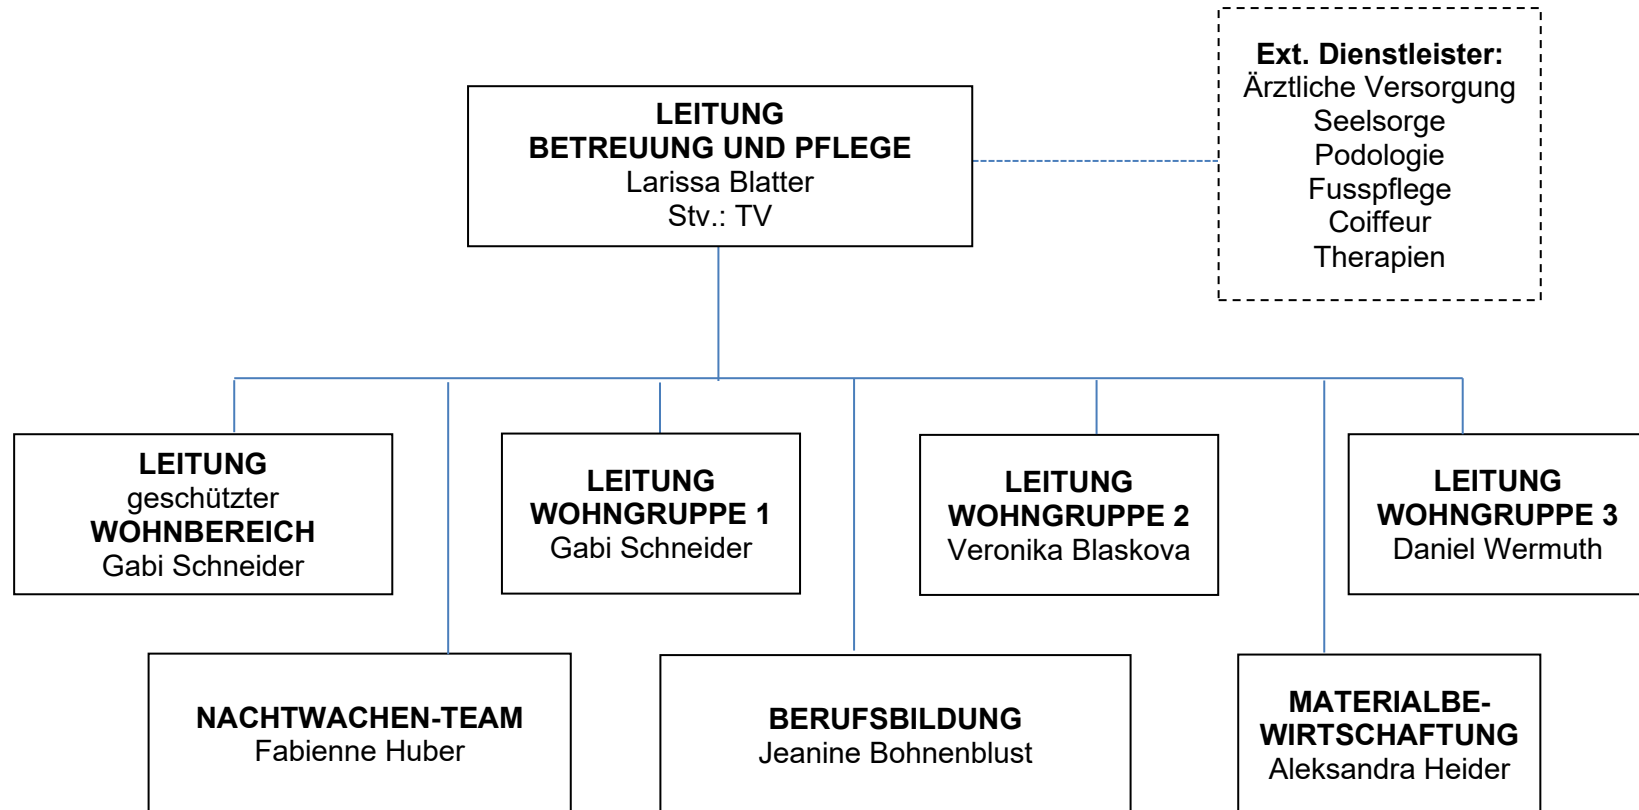 Ext. Dienstleister:
Ärztliche Versorgung
Seelsorge
Podologie
Fusspflege
Coiffeur
Therapien
LEITUNG
BETREUUNG UND PFLEGE
Larissa Blatter
Stv.: TV
LEITUNG
geschützter
WOHNBEREICH
Gabi Schneider
LEITUNG
WOHNGRUPPE 1
Gabi Schneider
LEITUNG
WOHNGRUPPE 2
Veronika Blaskova
LEITUNG
WOHNGRUPPE 3
Daniel Wermuth
NACHTWACHEN-TEAM
Fabienne Huber
BERUFSBILDUNG
Jeanine Bohnenblust
MATERIALBE-
WIRTSCHAFTUNG
Aleksandra Heider